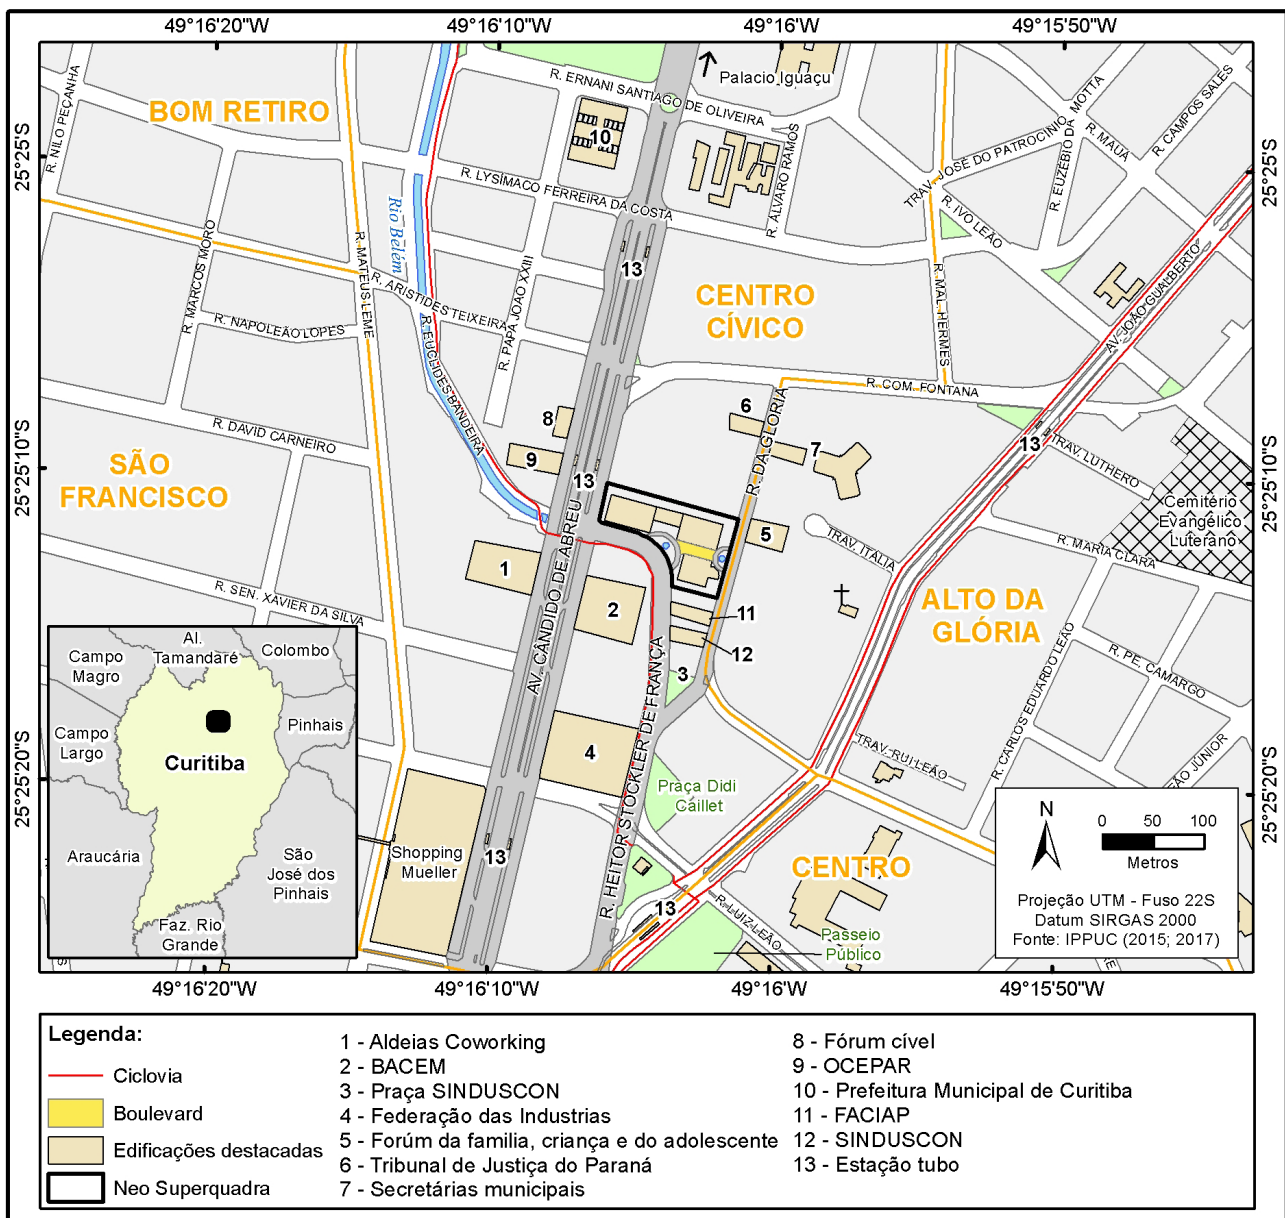 49°16'20"W
49°16'10"W
49°16'W
49°15'50"W
25°25'S
25°25'10"S
25°25'20"S
25°25'S
25°25'10"S
25°25'20"S
Palacio Iguaçu
R. ERNANI SANTIAGO DE OLIVEIRA
BOM RETIRO
R. NILO PEÇANHA
10
R. LYSÍMACO FERREIRA DA COSTA
R. ALVARO RAMOS
TRAV. JOSÉ DO PATROCINIO
R. EUZÉBIO DA MOTTA
R. MAUÁ
R. CAMPOS SALES
R. IVO LEÃO
Rio Belém
R. MARCOS MORO
R. MATEUS LEME
R. ARISTIDES TEIXEIRA
R. NAPOLEÃO LOPES
R. PAPA JOAO XXIII
R. EUCLIDES BANDEIRA
13
CENTRO
CÍVICO
R. MAL. HERMES
AV. JOÃO GUALBERTO
R. COM. FONTANA
R. DAVID CARNEIRO
SÃO
FRANCISCO
8
9
13
6
7
R. DA GLORIA
13
TRAV. LUTHERO
Cemitério
Evangélico
Luterano
5
TRAV. ITÁLIA
R. MARIA CLARA
1
2
AV. CÂNDIDO DE ABREU
R. SEN. XAVIER DA SILVA
11
12
3
ALTO DA
GLÓRIA
R. PE. CAMARGO
R. CARLOS EDUARDO LEÃO
4
R. HEITOR STOCKLER DE FRANÇA
Praça Didi
Caillet
TRAV. RUI LEÃO
EÃO JÚNIOR
Shopping
Mueller
13
13
R. LUIZ LEÃO
CENTRO
Passeio
Público
Al.
Tamandaré
Colombo
Campo
Magro
Campo
Largo
Pinhais
Curitiba
Araucária
São
José dos
Pinhais
Faz. Rio
Grande
N
0 50 100
Metros
Projeção UTM - Fuso 22S
Datum SIRGAS 2000
Fonte: IPPUC (2015; 2017)
49°16'20"W
49°16'10"W
49°16'W
49°15'50"W
Legenda:
Ciclovia
Boulevard
Edificações destacadas
Neo Superquadra
1 - Aldeias Coworking
2 - BACEM
3 - Praça SINDUSCON
4 - Federação das Industrias
5 - Forúm da familia, criança e do adolescente
6 - Tribunal de Justiça do Paraná
7 - Secretárias municipais
8 - Fórum cível
9 - OCEPAR
10 - Prefeitura Municipal de Curitiba
11 - FACIAP
12 - SINDUSCON
13 - Estação tubo